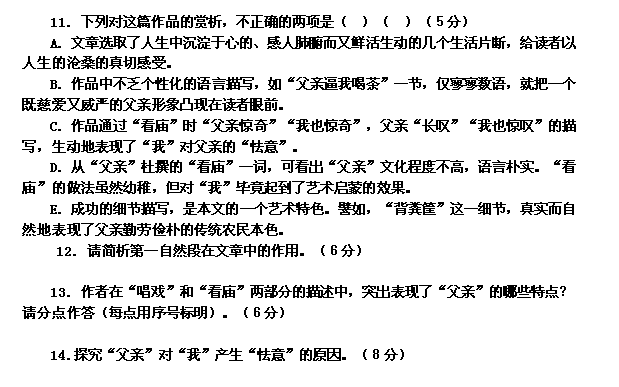 11. 下列对这篇作品的赏析，不正确的两项是（　）（　）（5分）
A. 文章选取了人生中沉淀于心的、感人肺腑而又鲜活生动的几个生活片断，给读者以
人生的沧桑的真切感受。
B. 作品中不乏个性化的语言描写，如“父亲逼我喝茶”一节，仅寥寥数语，就把一个
既慈爱又威严的父亲形象凸现在读者眼前。
C. 作品通过“看庙”时“父亲惊奇”“我也惊奇”，父亲“长叹”“我也惊叹”的描
写，生动地表现了“我”对父亲的“怯意”。
D. 从“父亲”杜撰的“看庙”一词，可看出“父亲”文化程度不高，语言朴实。“看
庙”的做法虽然幼稚，但对“我”毕竟起到了艺术启蒙的效果。
E. 成功的细节描写，是本文的一个艺术特色。譬如，“背粪筐”这一细节，真实而自
然地表现了父亲勤劳俭朴的传统农民本色。
12. 请简析第一自然段在文章中的作用。（6分）
13. 作者在“唱戏”和“看庙”两部分的描述中，突出表现了“父亲”的哪些特点？
请分点作答（每点用序号标明）。（6分）
14.探究“父亲”对“我”产生“怯意”的原因。（8分）